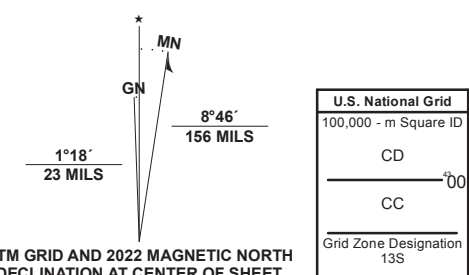 ★
MN
GN
8°46´
156 MILS
1°18´
23 MILS
TM GRID AND 2022 MAGNETIC NORTH
DECLINATION AT CENTER OF SHEET
U.S. National Grid
100,000 - m Square ID
CD
⁴³00
CC
Grid Zone Designation
13S